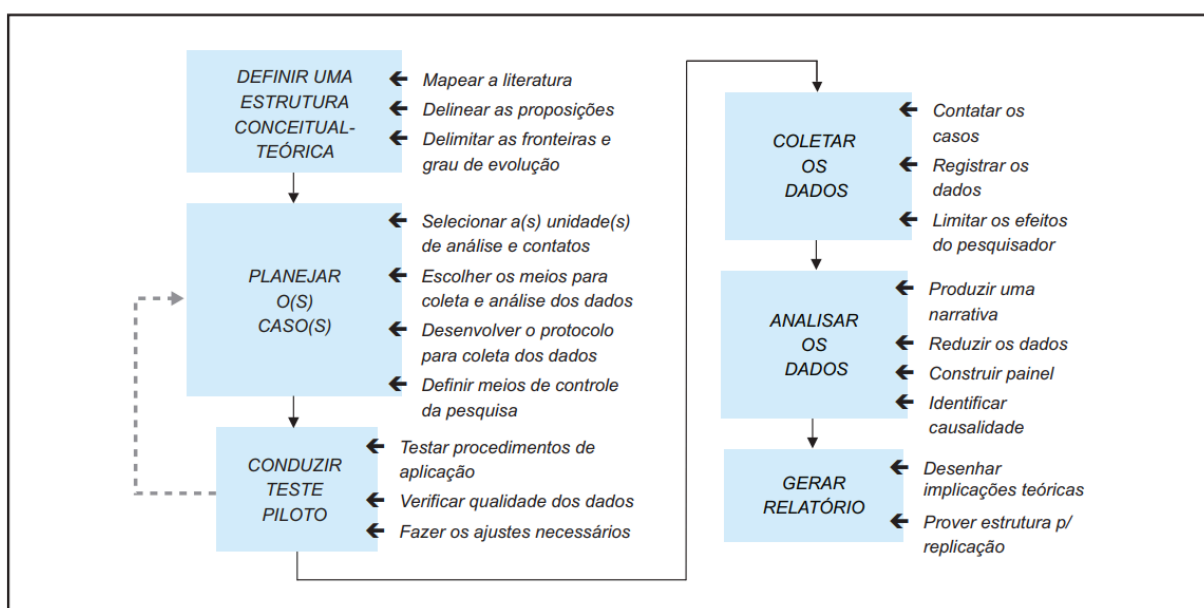 DEFINIR UMA
ESTRUTURA
CONCEITUAL-
TEÓRICA
Mapear a literatura
Delinear as proposições
Delimitar as fronteiras e
grau de evolução
PLANEJAR
O(S)
CASO(S)
Selecionar a(s) unidade(s)
de análise e contatos
Escolher os meios para
coleta e análise dos dados
Desenvolver o protocolo
para coleta dos dados
Definir meios de controle
da pesquisa
CONDUZIR
TESTE
PILOTO
Testar procedimentos de
aplicação
Verificar qualidade dos dados
Fazer os ajustes necessários
COLETAR
OS
DADOS
Contatar os
casos
Registrar os
dados
Limitar os efeitos
do pesquisador
ANALISAR
OS
DADOS
Produzir uma
narrativa
Reduzir os dados
Construir painel
Identificar
causalidade
GERAR
RELATÓRIO
Desenhar
implicações teóricas
Prover estrutura p/
replicação